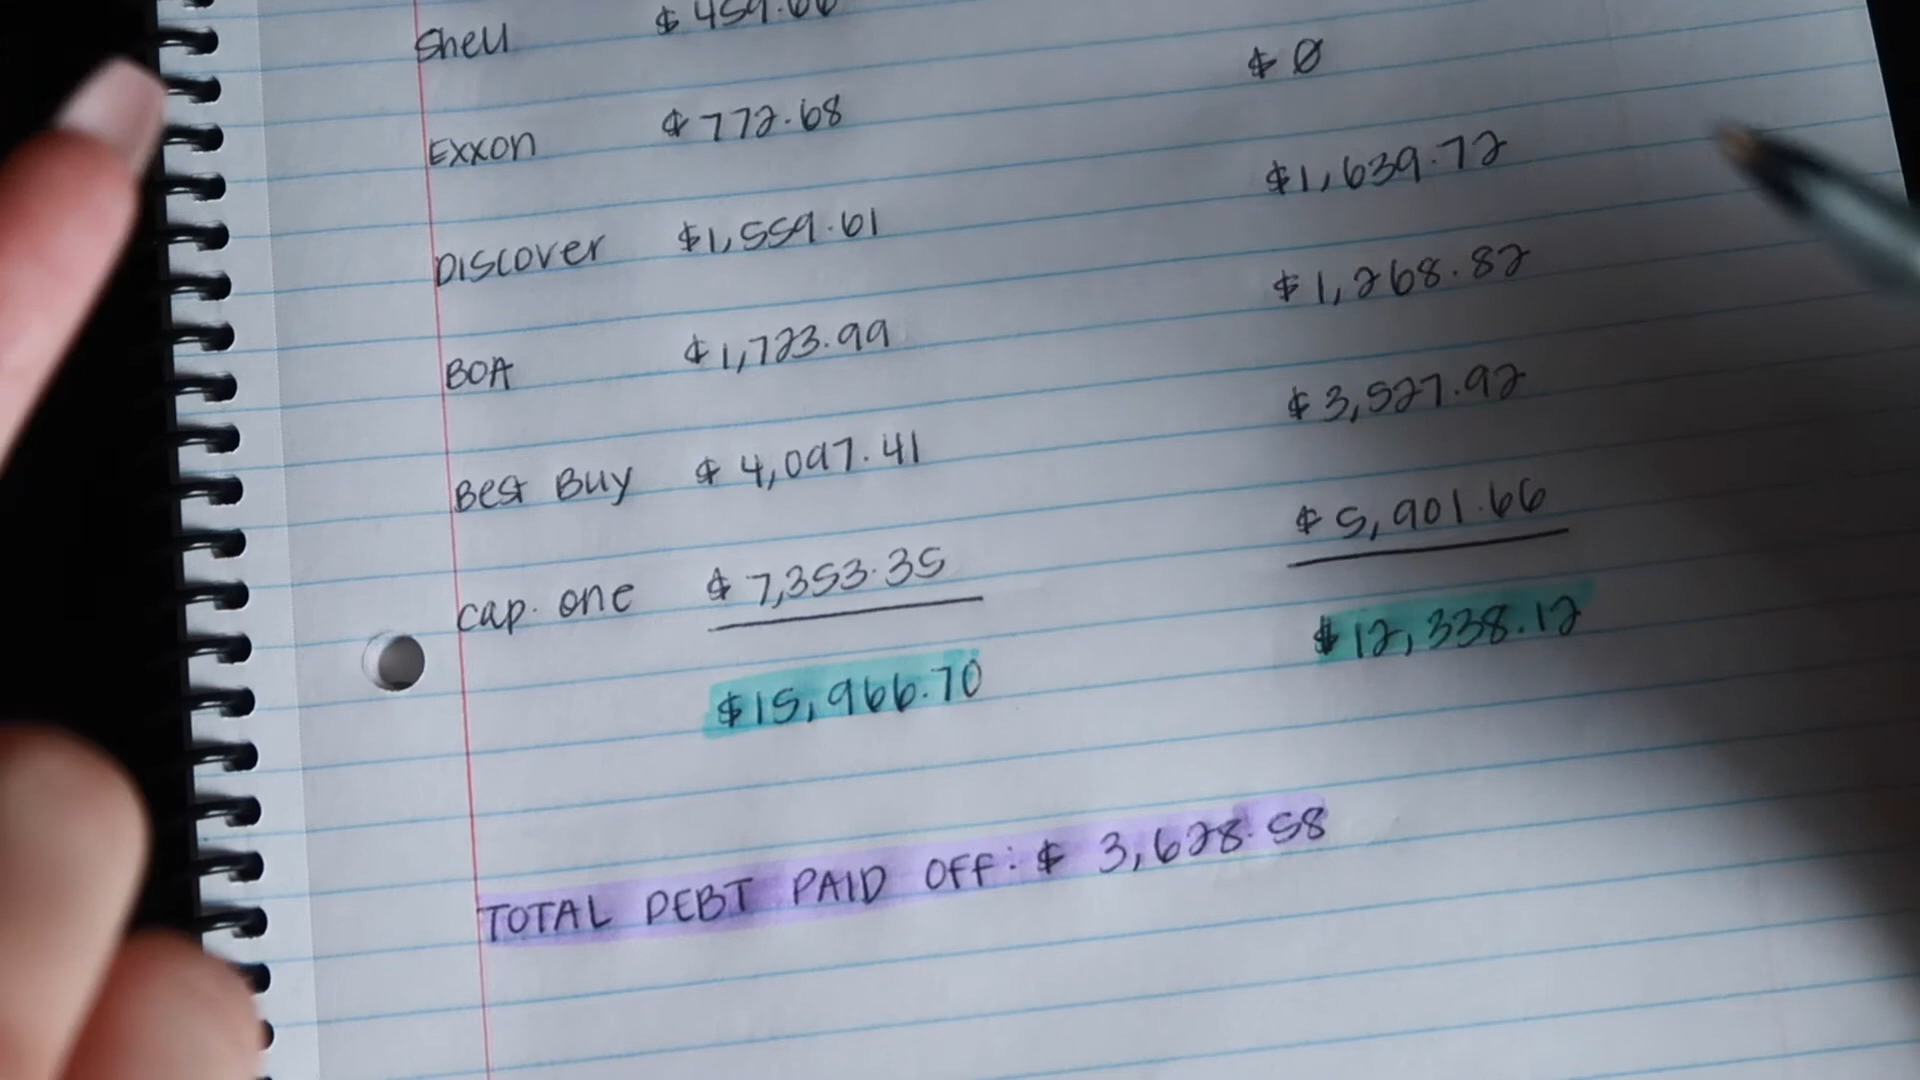 Shell $459.66
Exxon $772.68 $0
Discover $1,559.61 $1,639.72
BOA $1,723.99 $1,268.82
Best Buy $4,097.41 $3,527.92
cap. one $7,353.35 $5,901.66
$15,966.70 $12,338.12
TOTAL DEBT PAID OFF: $3,628.58